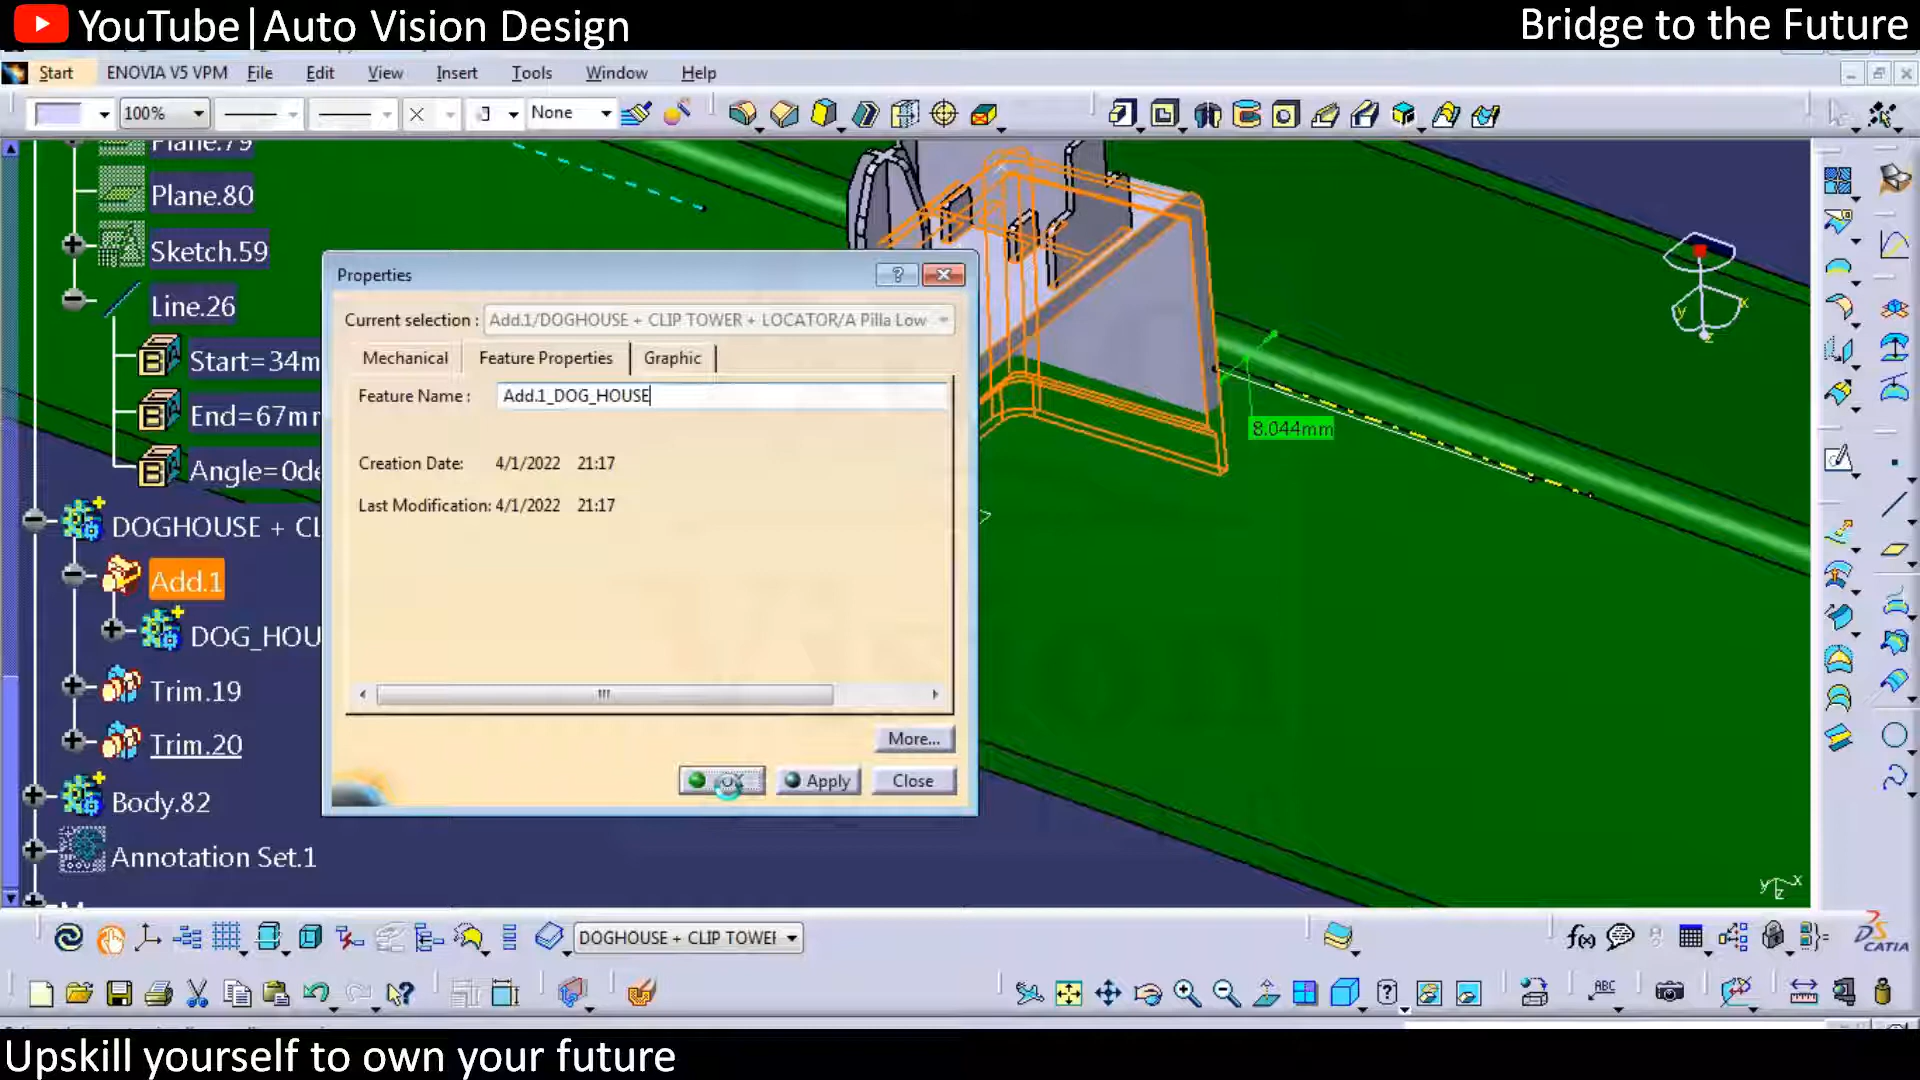 YouTube|Auto Vision Design
Bridge to the Future
Start ENOVIA V5 VPM File Edit View Insert Tools Window Help
100% None
Plane.79
Plane.80
Sketch.59
Line.26
Start=34m
End=67mr
Angle=0de
DOGHOUSE + CL
Add.1
DOG_HOU
Trim.19
Trim.20
Body.82
Annotation Set.1
Properties
Current selection : Add.1/DOGHOUSE + CLIP TOWER + LOCATOR/A Pilla Low
Mechanical Feature Properties Graphic
Feature Name : Add.1_DOG_HOUSE
Creation Date: 4/1/2022 21:17
Last Modification: 4/1/2022 21:17
More...
OK Apply Close
8.044mm
x
y
z
y x
z
DOGHOUSE + CLIP TOWEI
f(x)
DS CATIA
ABC
Upskill yourself to own your future